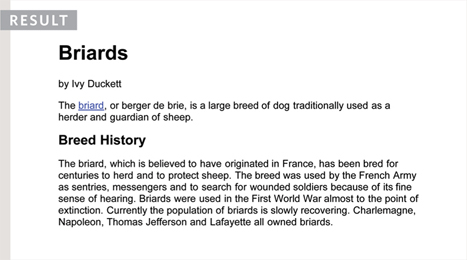 RESULT
Briards
by Ivy Duckett
The briard, or berger de brie, is a large breed of dog traditionally used as a
herder and guardian of sheep.
Breed History
The briard, which is believed to have originated in France, has been bred for
centuries to herd and to protect sheep. The breed was used by the French Army
as sentries, messengers and to search for wounded soldiers because of its fine
sense of hearing. Briards were used in the First World War almost to the point of
extinction. Currently the population of briards is slowly recovering. Charlemagne,
Napoleon, Thomas Jefferson and Lafayette all owned briards.